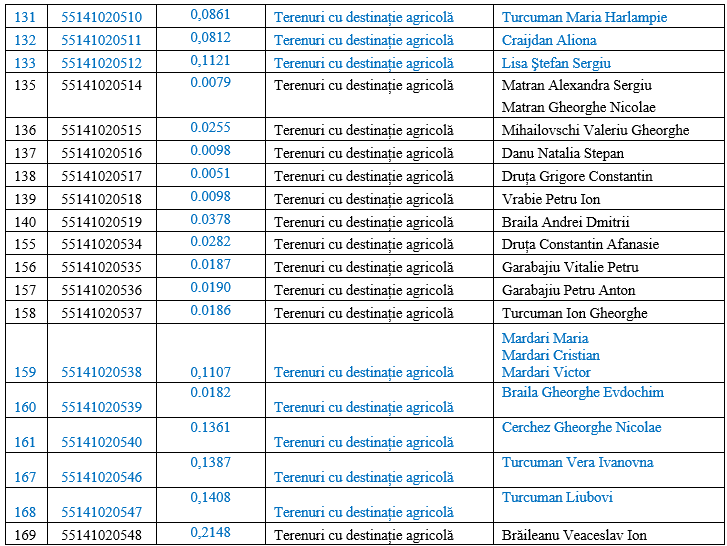 131 55141020510 0,0861 Terenuri cu destinație agricolă Turcuman Maria Harlampie
132 55141020511 0,0812 Terenuri cu destinație agricolă Craijdan Aliona
133 55141020512 0,1121 Terenuri cu destinație agricolă Lisa Ştefan Sergiu
135 55141020514 0.0079 Terenuri cu destinație agricolă Matran Alexandra Sergiu
Matran Gheorghe Nicolae
136 55141020515 0.0255 Terenuri cu destinație agricolă Mihailovschi Valeriu Gheorghe
137 55141020516 0.0098 Terenuri cu destinație agricolă Danu Natalia Stepan
138 55141020517 0.0051 Terenuri cu destinație agricolă Druța Grigore Constantin
139 55141020518 0.0098 Terenuri cu destinație agricolă Vrabie Petru Ion
140 55141020519 0.0378 Terenuri cu destinație agricolă Braila Andrei Dmitrii
155 55141020534 0.0282 Terenuri cu destinație agricolă Druța Constantin Afanasie
156 55141020535 0.0187 Terenuri cu destinație agricolă Garabajiu Vitalie Petru
157 55141020536 0.0190 Terenuri cu destinație agricolă Garabajiu Petru Anton
158 55141020537 0.0186 Terenuri cu destinație agricolă Turcuman Ion Gheorghe
Mardari Maria
Mardari Cristian
159 55141020538 0,1107 Terenuri cu destinație agricolă Mardari Victor
160 55141020539 0.0182 Terenuri cu destinație agricolă Braila Gheorghe Evdochim
161 55141020540 0.1361 Terenuri cu destinație agricolă Cerchez Gheorghe Nicolae
167 55141020546 0,1387 Terenuri cu destinație agricolă Turcuman Vera Ivanovna
168 55141020547 0,1408 Terenuri cu destinație agricolă Turcuman Liubovi
169 55141020548 0,2148 Terenuri cu destinație agricolă Brăileanu Veaceslav Ion